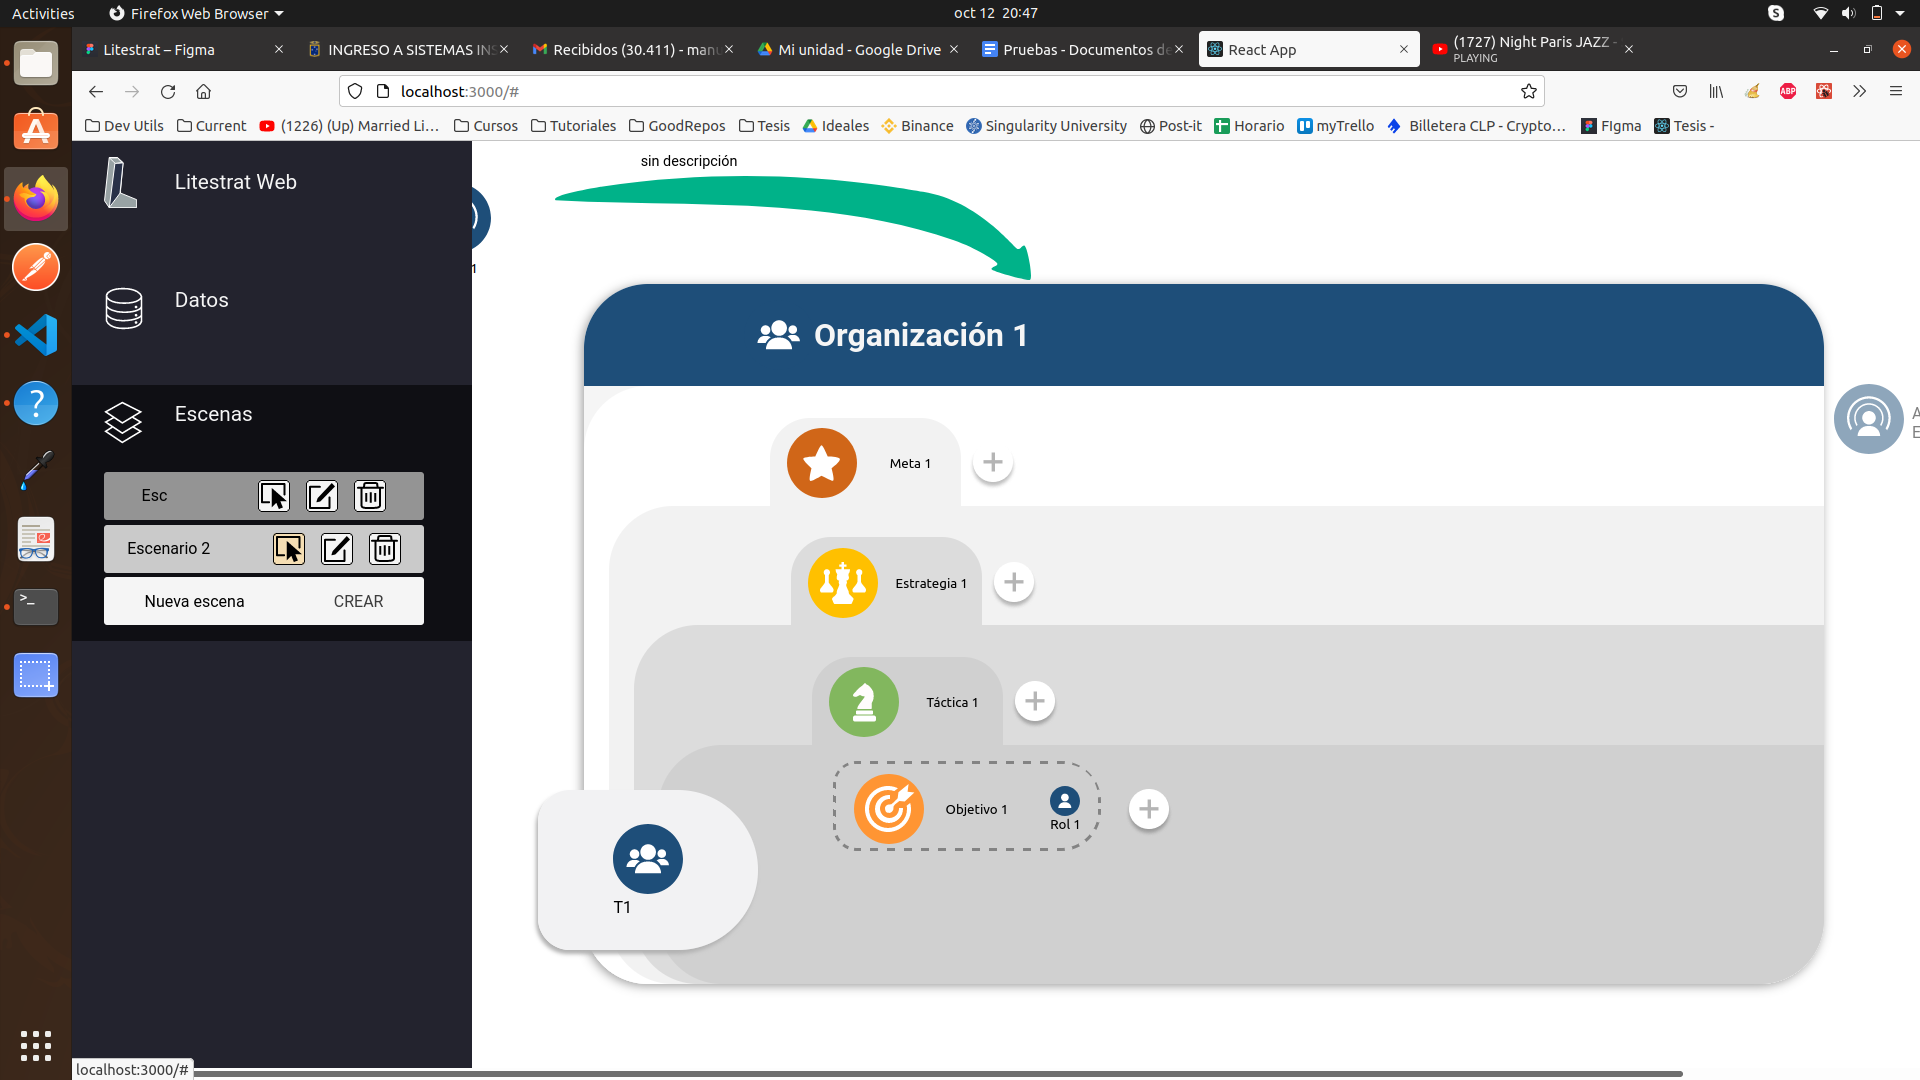 Activities
Firefox Web Browser
oct 12 20:47
Litestrat – Figma
INGRESO A SISTEMAS INS
Recibidos (30.411) - manu
Mi unidad - Google Drive
Pruebas - Documentos de
React App
(1727) Night Paris JAZZ -
PLAYING
localhost:3000/#
ABP
Dev Utils
Current
(1226) (Up) Married Li…
Cursos
Tutoriales
GoodRepos
Tesis
Ideales
Binance
Singularity University
Post-it
Horario
myTrello
Billetera CLP - Crypto…
FIgma
Tesis -
Litestrat Web
Datos
Escenas
Esc
Escenario 2
Nueva escena
CREAR
sin descripción
1
Organización 1
Meta 1
Estrategia 1
Táctica 1
Objetivo 1
Rol 1
T1
A
E
localhost:3000/#